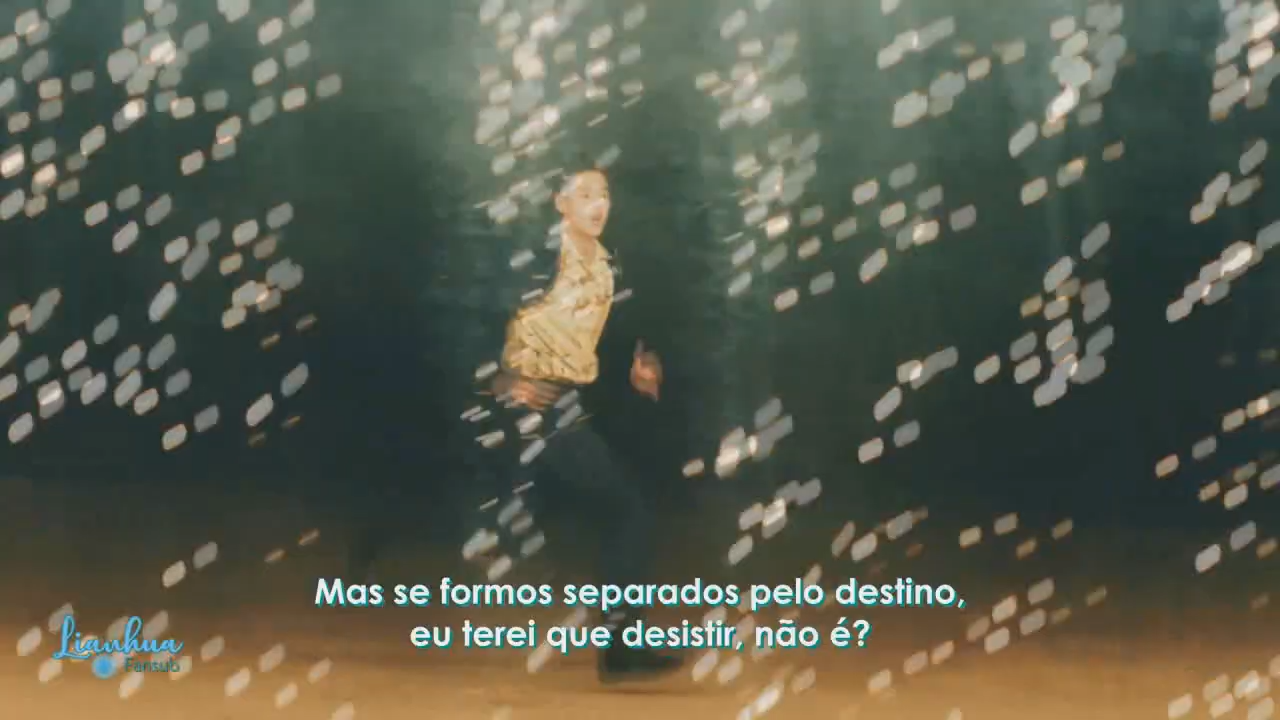 Mas se formos separados pelo destino,
eu terei que desistir, não é?
Lianhua
Fansub